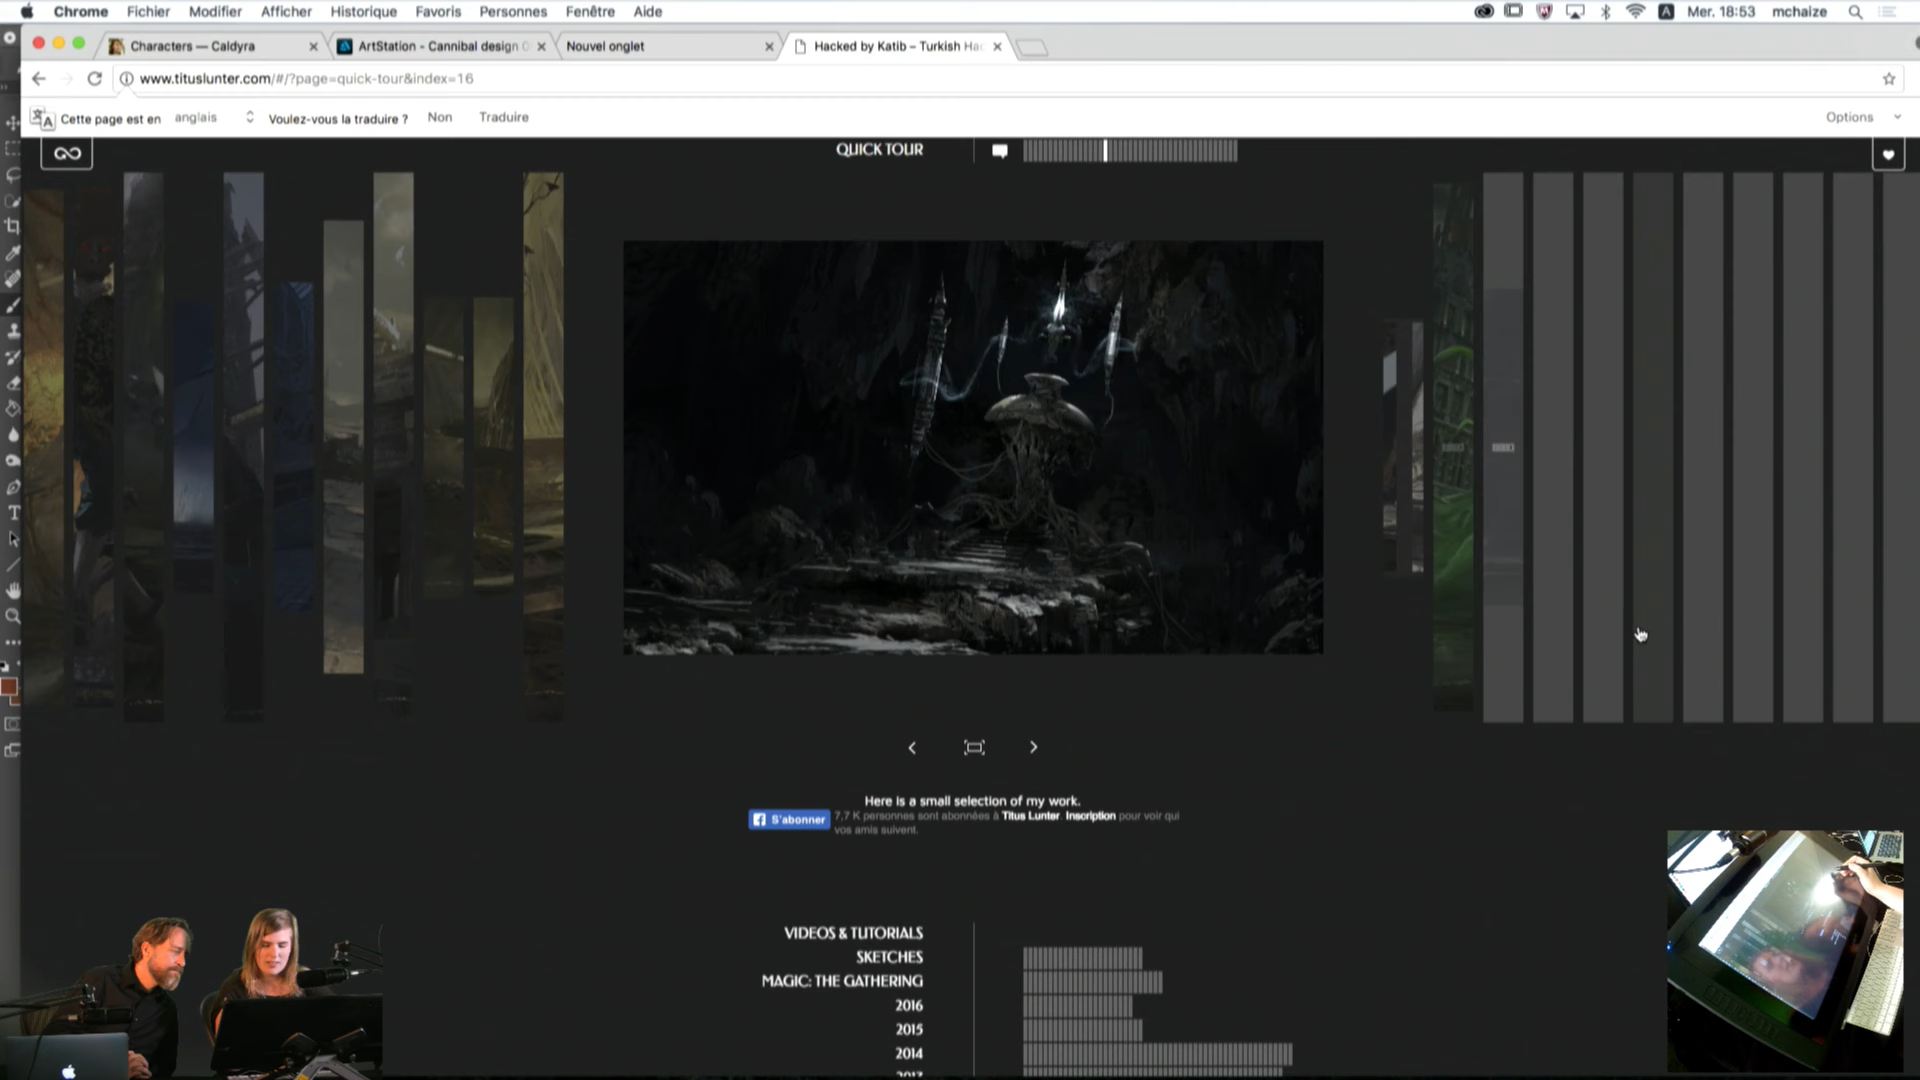 Chrome Fichier Modifier Afficher Historique Favoris Personnes Fenêtre Aide
A Mer. 18:53 mchaize
Characters — Caldyra
ArtStation - Cannibal design
Nouvel onglet
Hacked by Katib – Turkish Hac
www.tituslunter.com/#/?page=quick-tour&index=16
Cette page est en anglais Voulez-vous la traduire ? Non Traduire Options
QUICK TOUR
Here is a small selection of my work.
S'abonner 7,7 K personnes sont abonnées à Titus Lunter. Inscription pour voir qui
vos amis suivent.
VIDEOS & TUTORIALS
SKETCHES
MAGIC: THE GATHERING
2016
2015
2014